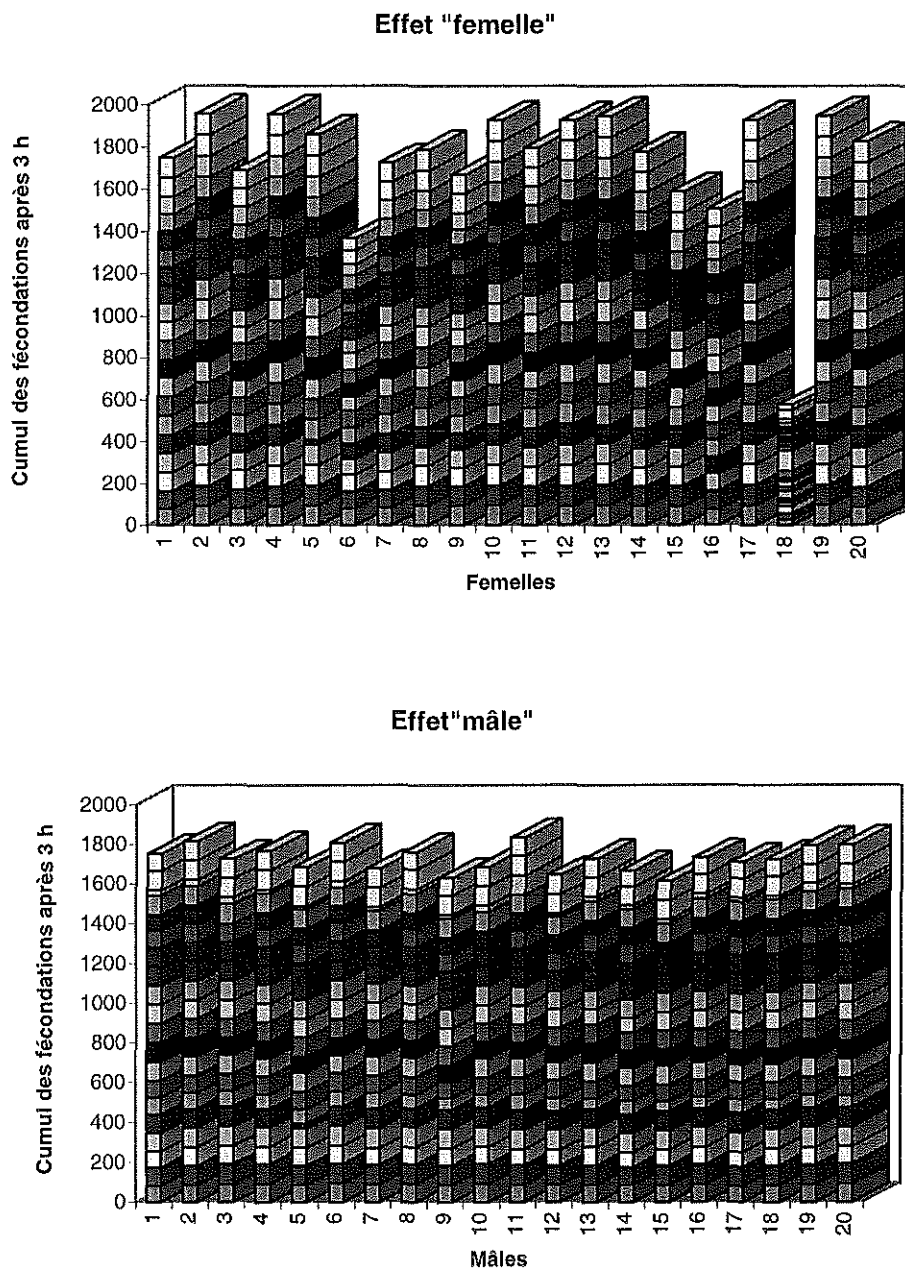 Effet "femelle"
Cumul des fécondations après 3 h
2000
1800
1600
1400
1200
1000
800
600
400
200
0
1 2 3 4 5 6 7 8 9 10 11 12 13 14 15 16 17 18 19 20
Femelles
Effet"mâle"
Cumul des fécondations après 3 h
2000
1800
1600
1400
1200
1000
800
600
400
200
0
1 2 3 4 5 6 7 8 9 10 11 12 13 14 15 16 17 18 19 20
Mâles